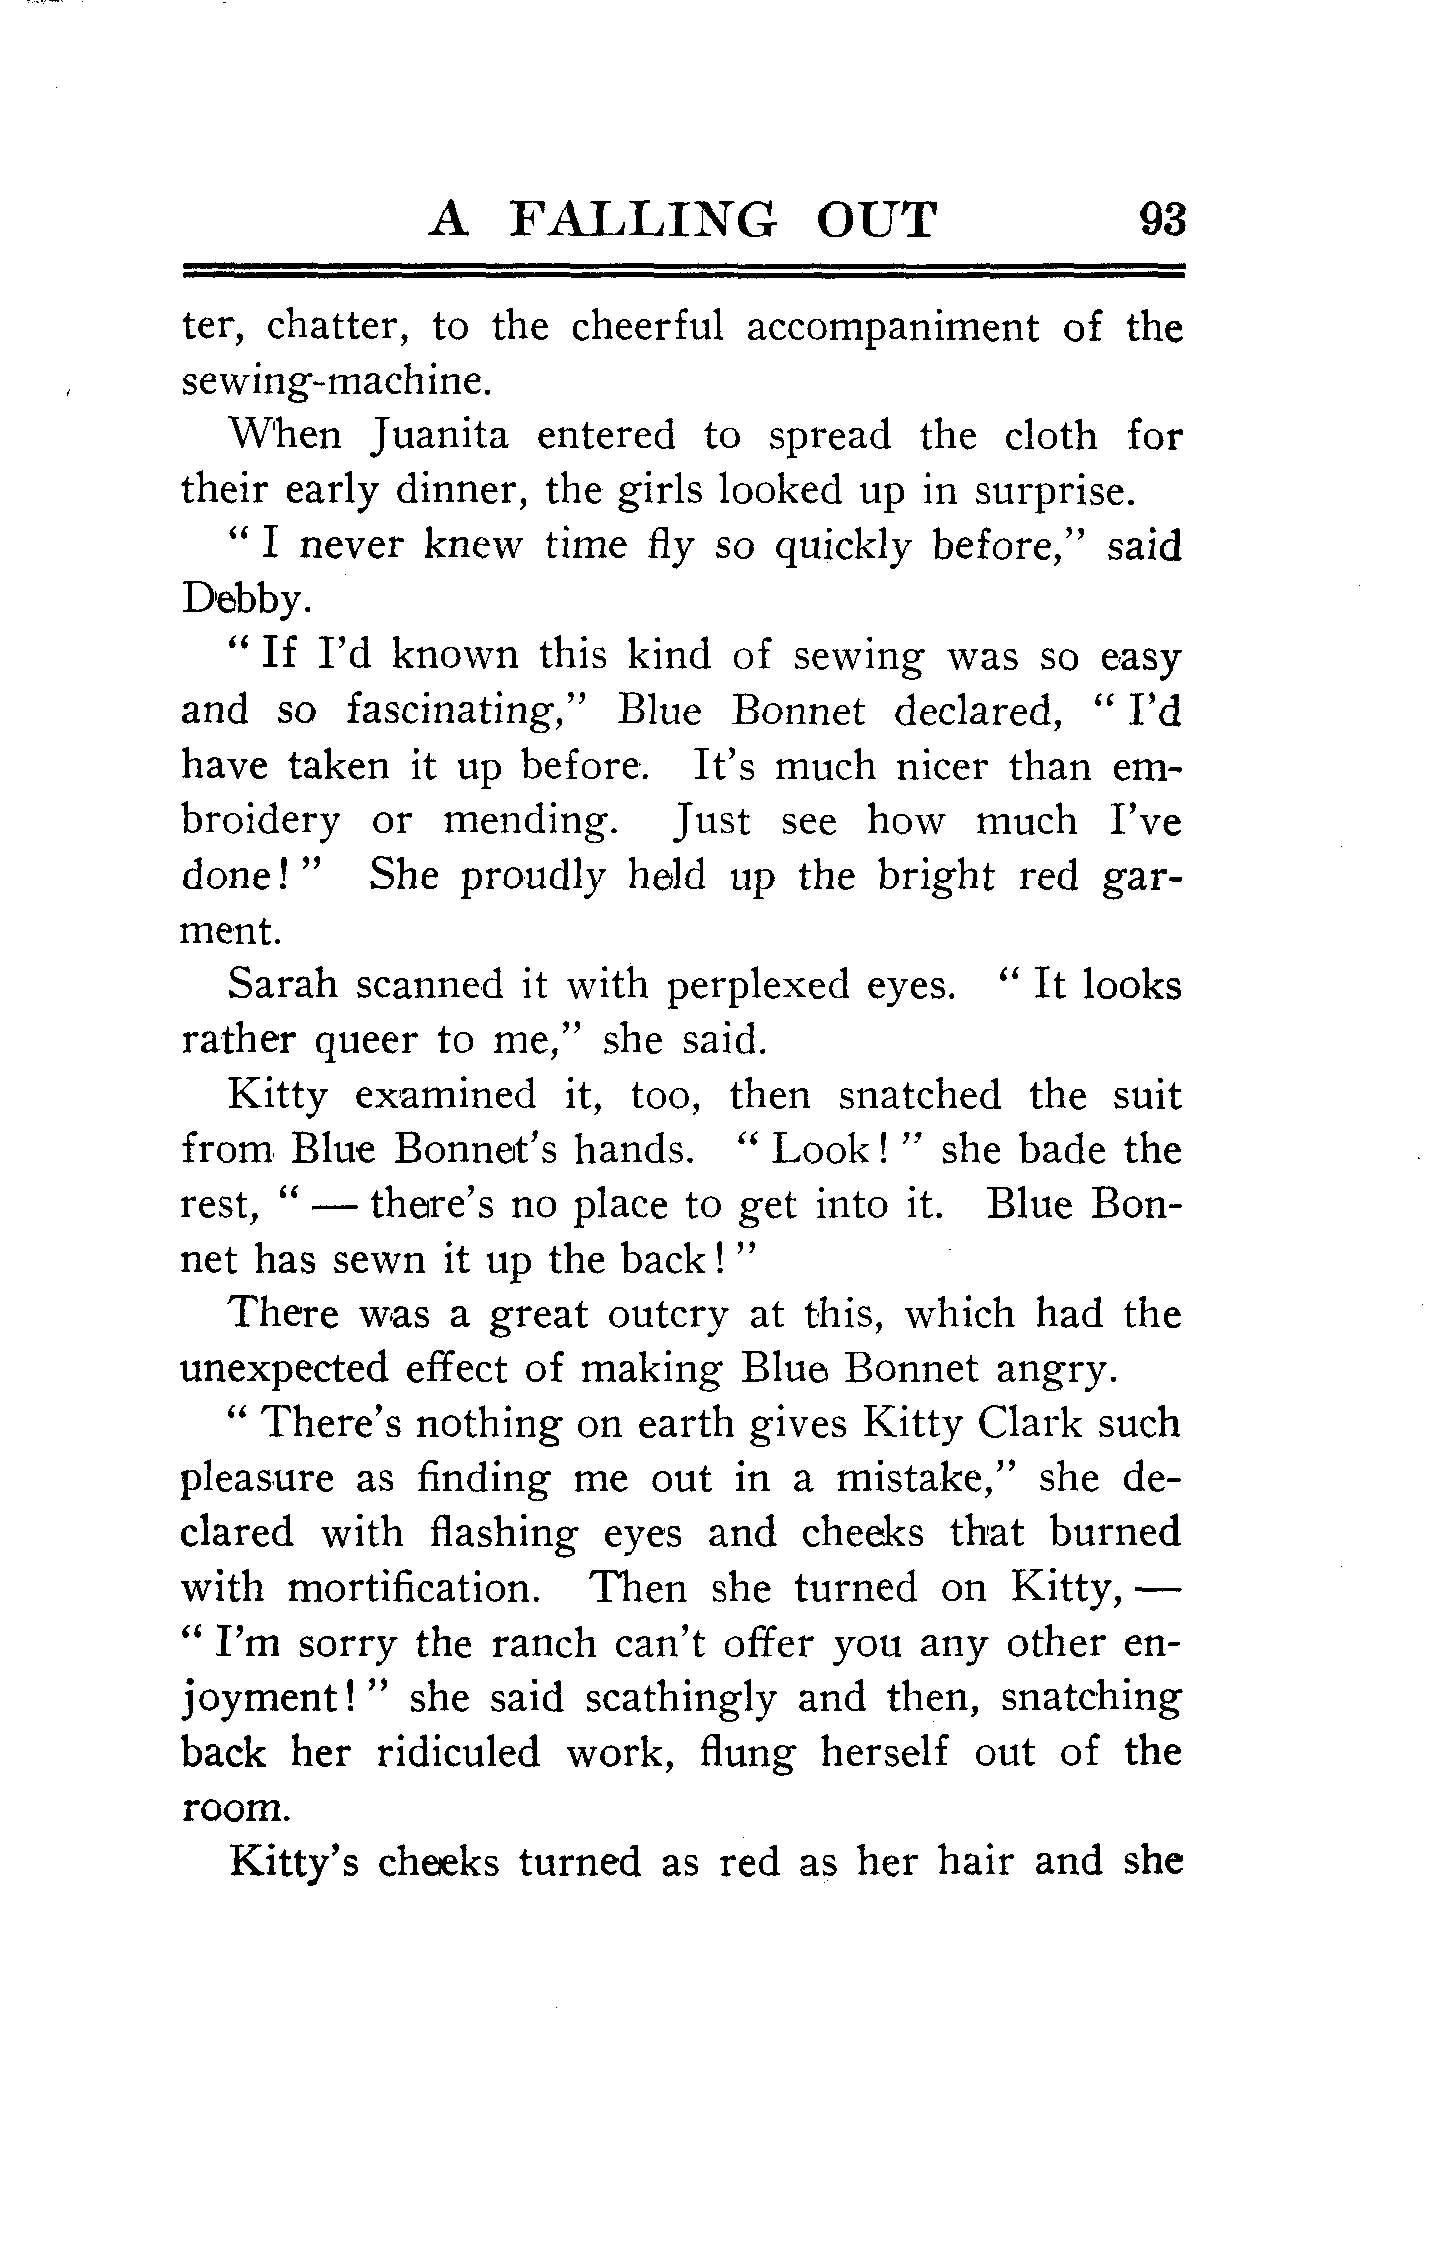 A FALLING OUT 93
ter, chatter, to the cheerful accompaniment of the
sewing-machine.
When Juanita entered to spread the cloth for
their early dinner, the girls looked up in surprise.
“ I never knew time fly so quickly before,” said
Debby.
“ If I’d known this kind of sewing was so easy
and so fascinating,” Blue Bonnet declared, “ I’d
have taken it up before. It’s much nicer than em-
broidery or mending. Just see how much I’ve
done! ” She proudly held up the bright red gar-
ment.
Sarah scanned it with perplexed eyes. “ It looks
rather queer to me,” she said.
Kitty examined it, too, then snatched the suit
from Blue Bonnet’s hands. “ Look! ” she bade the
rest, “ — there’s no place to get into it. Blue Bon-
net has sewn it up the back! ”
There was a great outcry at this, which had the
unexpected effect of making Blue Bonnet angry.
“ There’s nothing on earth gives Kitty Clark such
pleasure as finding me out in a mistake,” she de-
clared with flashing eyes and cheeks that burned
with mortification. Then she turned on Kitty, —
“ I’m sorry the ranch can’t offer you any other en-
joyment! ” she said scathingly and then, snatching
back her ridiculed work, flung herself out of the
room.
Kitty’s cheeks turned as red as her hair and she